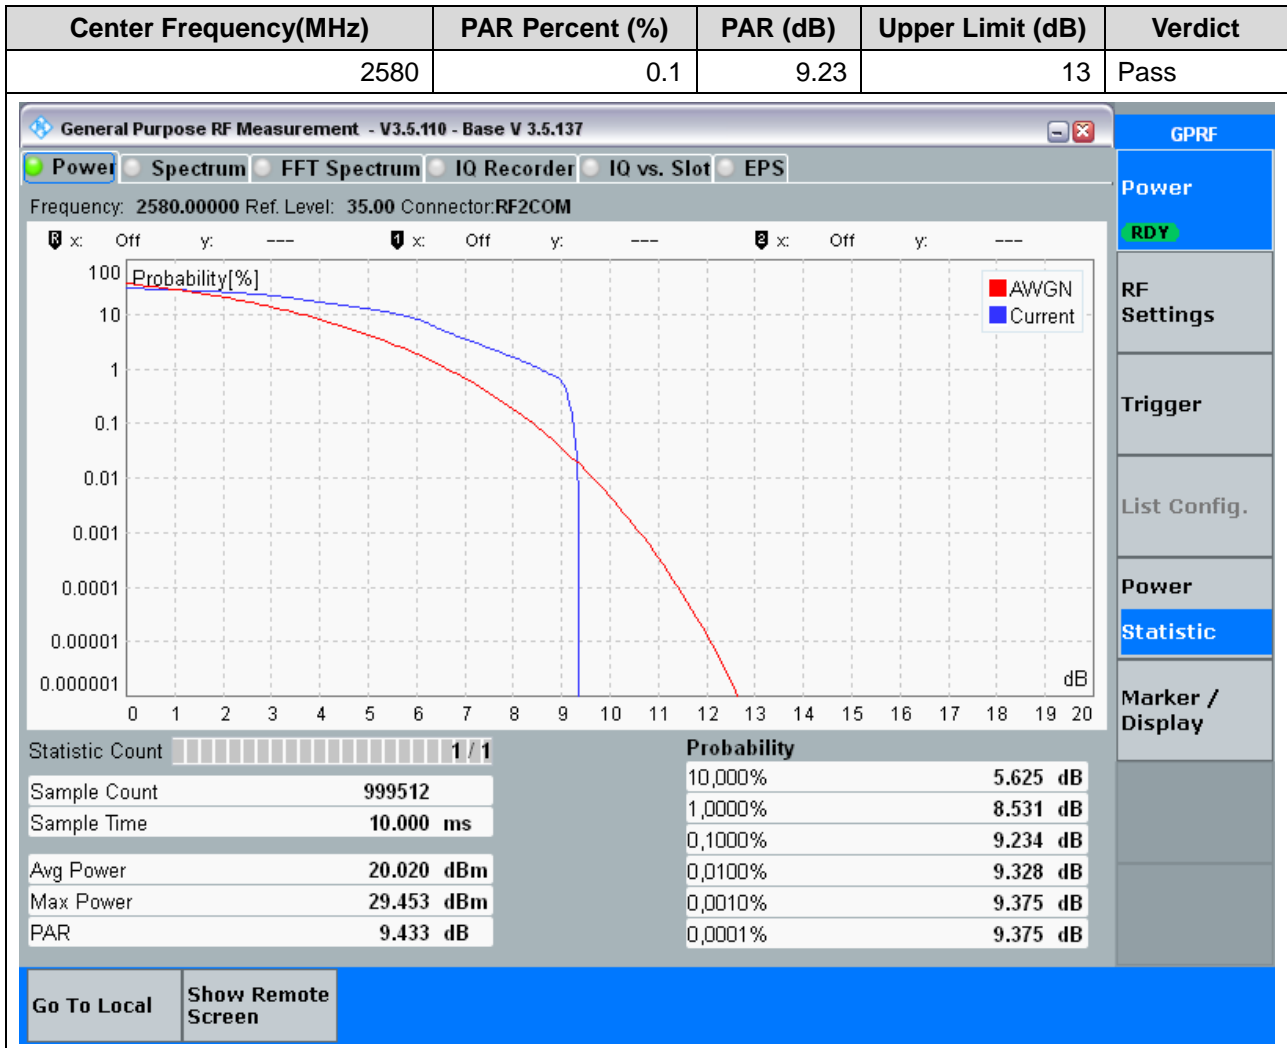 Center Frequency(MHz) PAR Percent (%) PAR (dB) Upper Limit (dB) Verdict
2580 0.1 9.23 13 Pass
General Purpose RF Measurement - V3.5.110 - Base V 3.5.137
GPRF
Power Spectrum FFT Spectrum IQ Recorder IQ vs. Slot EPS
Power
RDY
Frequency: 2580.00000 Ref. Level: 35.00 Connector:RF2COM
R x: Off y: --- 1 x: Off y: --- 2 x: Off y: ---
Probability[%]
AWGN
Current
100
10
1
0.1
0.01
0.001
0.0001
0.00001
0.000001
dB
0 1 2 3 4 5 6 7 8 9 10 11 12 13 14 15 16 17 18 19 20
RF
Settings
Trigger
List Config.
Power
Statistic
Marker /
Display
Statistic Count 1 / 1
Sample Count 999512
Sample Time 10.000 ms
Avg Power 20.020 dBm
Max Power 29.453 dBm
PAR 9.433 dB
Probability
10,000% 5.625 dB
1,0000% 8.531 dB
0,1000% 9.234 dB
0,0100% 9.328 dB
0,0010% 9.375 dB
0,0001% 9.375 dB
Go To Local
Show Remote
Screen